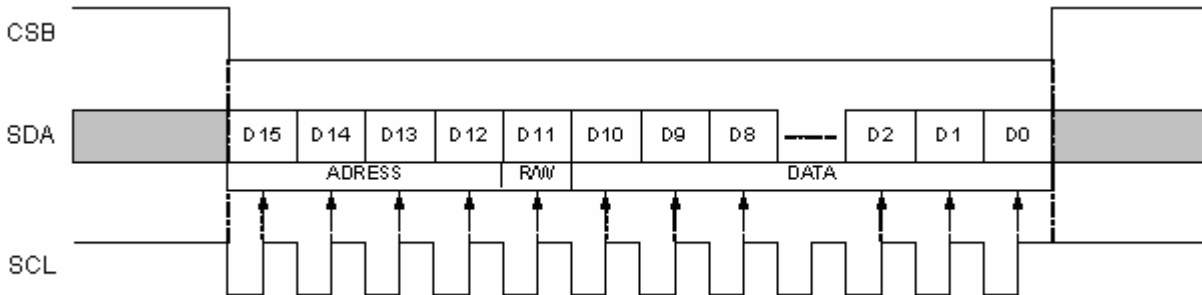 CSB
SDA D15 D14 D13 D12 D11 D10 D9 D8 D2 D1 D0
ADRESS R/W DATA
SCL